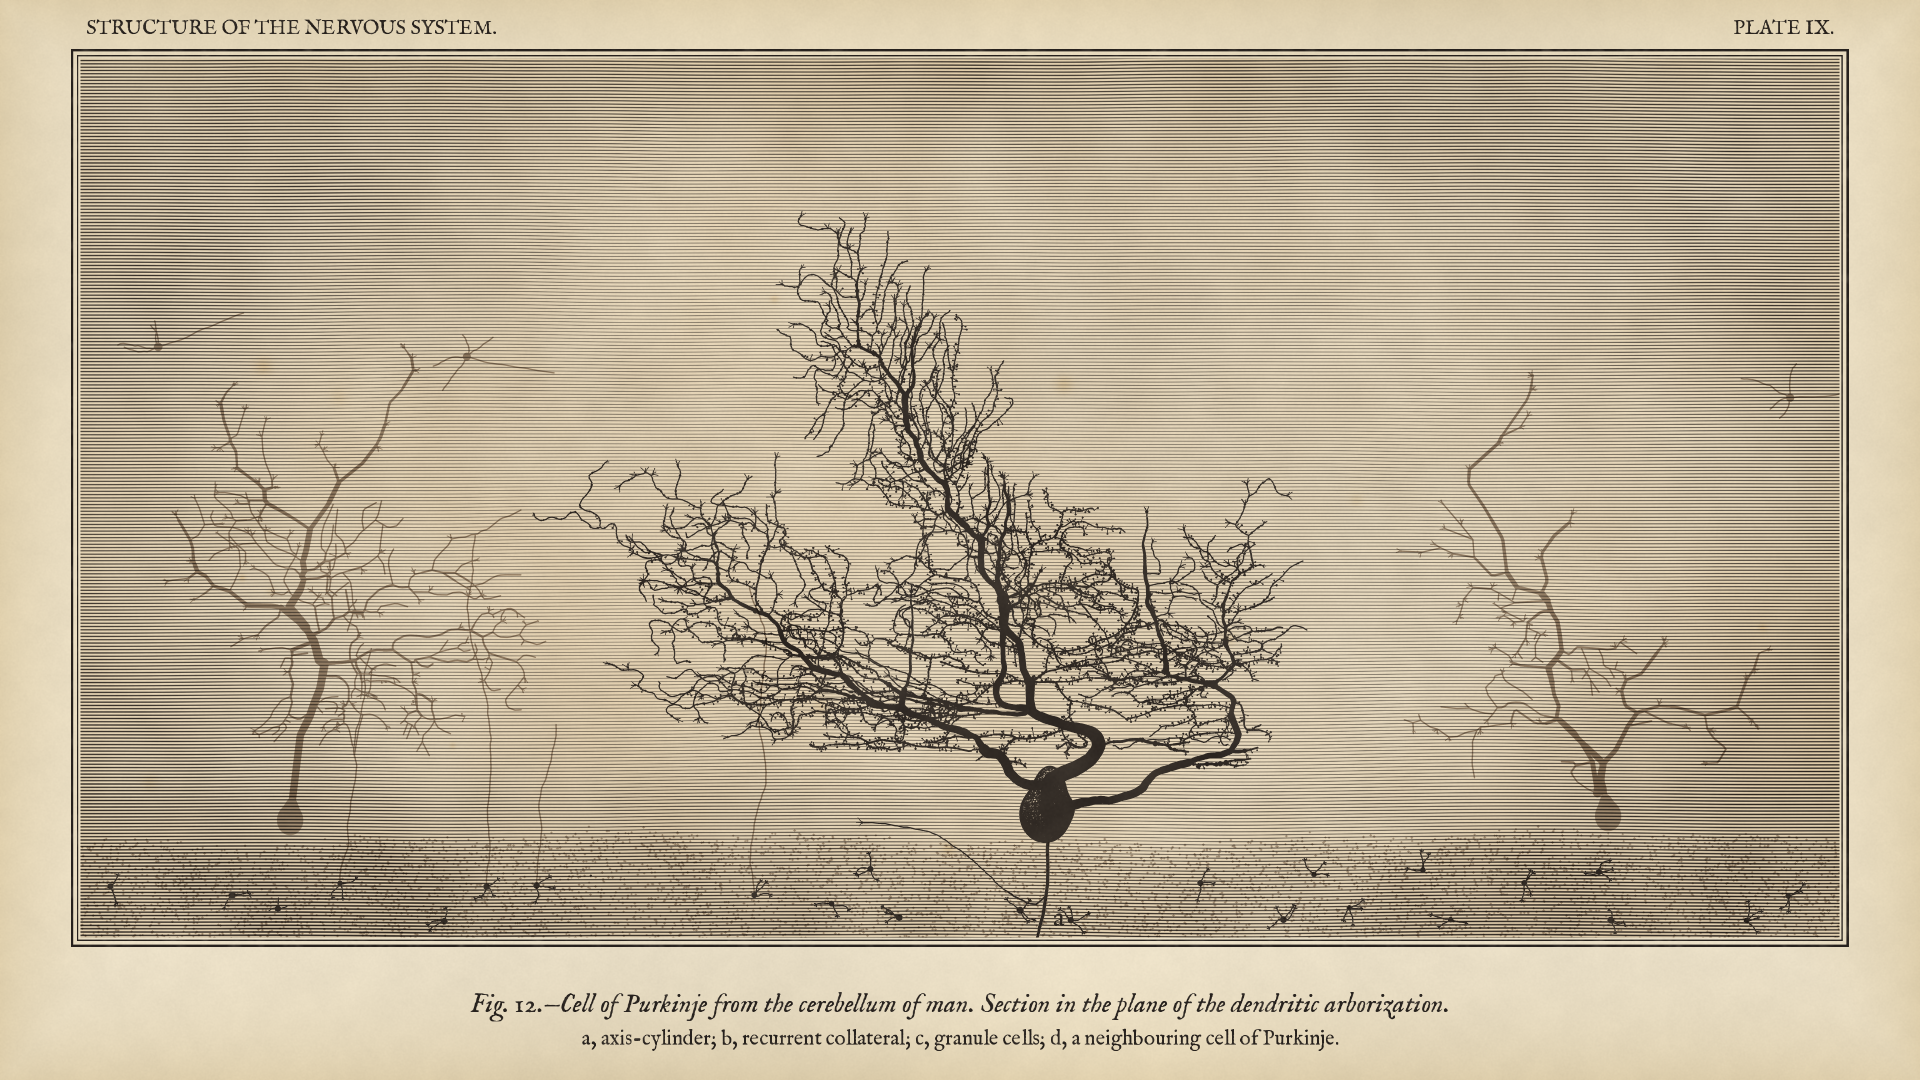 STRUCTURE OF THE NERVOUS SYSTEM.
PLATE IX.
a
Fig. 12.—Cell of Purkinje from the cerebellum of man. Section in the plane of the dendritic arborization.
a, axis-cylinder; b, recurrent collateral; c, granule cells; d, a neighbouring cell of Purkinje.